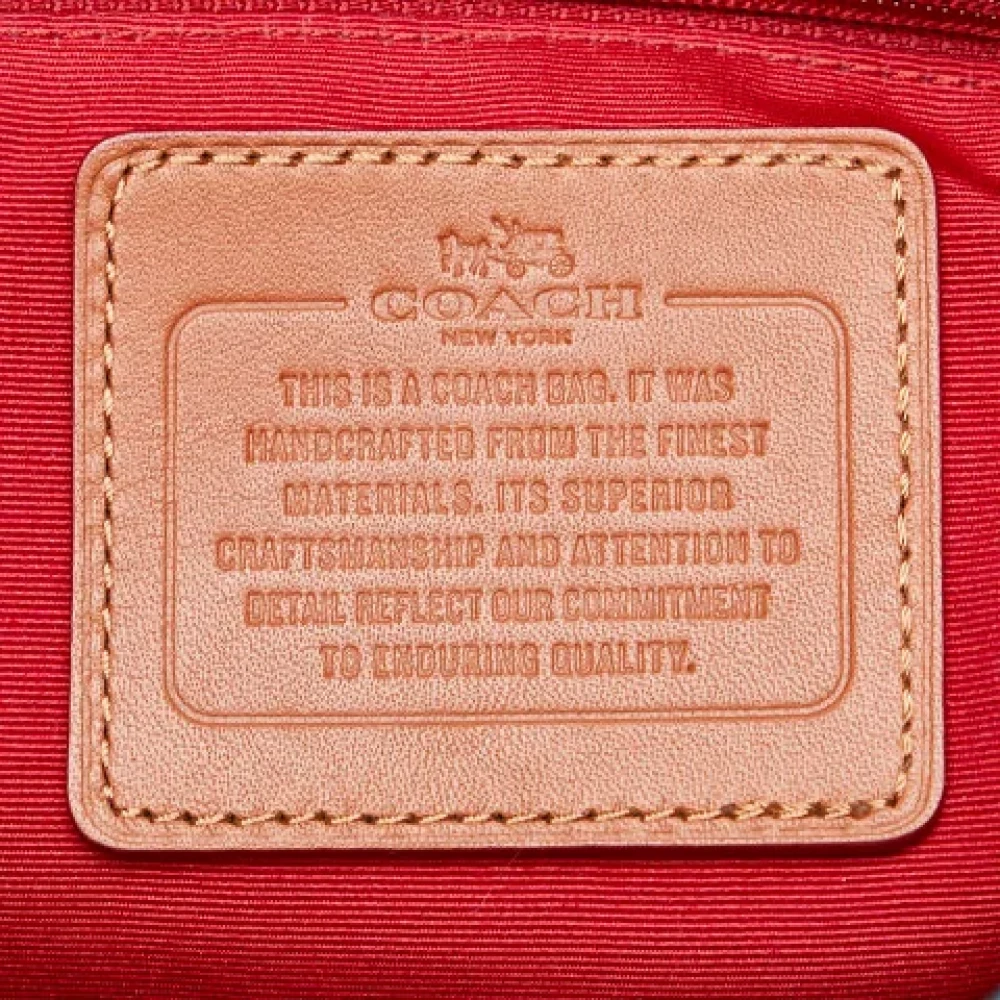 COACH
NEW YORK
THIS IS A COACH BAG. IT WAS
HANDCRAFTED FROM THE FINEST
MATERIALS. ITS SUPERIOR
CRAFTSMANSHIP AND ATTENTION TO
DETAIL REFLECT OUR COMMITMENT
TO ENDURING QUALITY.